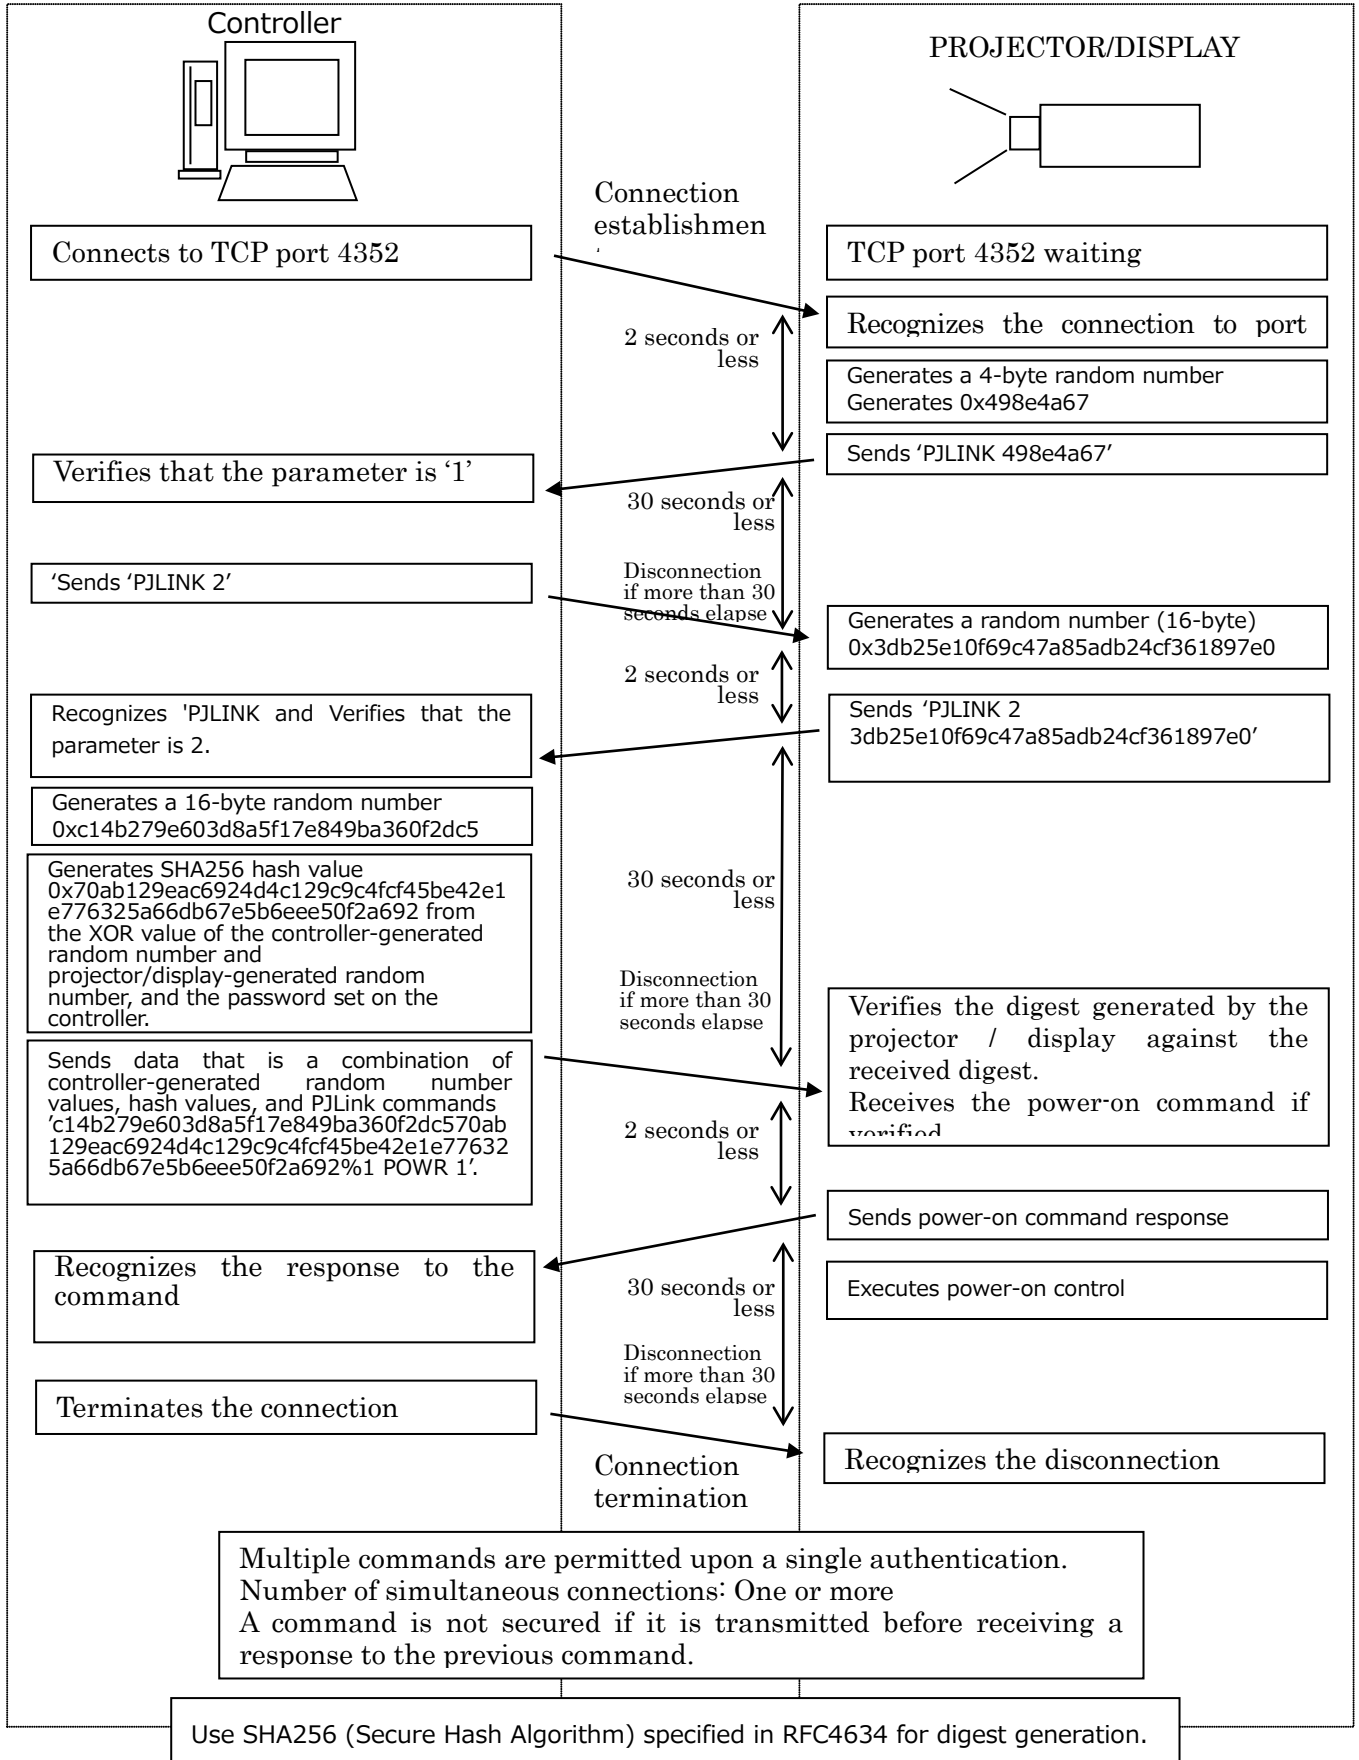 Controller
PROJECTOR/DISPLAY
Connection
establishmen
Connects to TCP port 4352
TCP port 4352 waiting
Recognizes the connection to port
2 seconds or
less
Generates a 4-byte random number
Generates 0x498e4a67
Sends ‘PJLINK 498e4a67’
Verifies that the parameter is ‘1’
30 seconds or
less
Disconnection
if more than 30
seconds elapse
‘Sends ‘PJLINK 2’
Generates a random number (16-byte)
0x3db25e10f69c47a85adb24cf361897e0
2 seconds or
less
Sends ‘PJLINK 2
3db25e10f69c47a85adb24cf361897e0’
Recognizes 'PJLINK and Verifies that the
parameter is 2.
Generates a 16-byte random number
0xc14b279e603d8a5f17e849ba360f2dc5
Generates SHA256 hash value
0x70ab129eac6924d4c129c9c4fcf45be42e1
e776325a66db67e5b6eee50f2a692 from
the XOR value of the controller-generated
random number and
projector/display-generated random
number, and the password set on the
controller.
30 seconds or
less
Disconnection
if more than 30
seconds elapse
Verifies the digest generated by the
projector / display against the
received digest.
Receives the power-on command if
verified
Sends data that is a combination of
controller-generated random number
values, hash values, and PJLink commands
’c14b279e603d8a5f17e849ba360f2dc570ab
129eac6924d4c129c9c4fcf45be42e1e77632
5a66db67e5b6eee50f2a692%1 POWR 1’.
2 seconds or
less
Sends power-on command response
Recognizes the response to the
command
30 seconds or
less
Executes power-on control
Disconnection
if more than 30
seconds elapse
Terminates the connection
Recognizes the disconnection
Connection
termination
Multiple commands are permitted upon a single authentication.
Number of simultaneous connections: One or more
A command is not secured if it is transmitted before receiving a
response to the previous command.
Use SHA256 (Secure Hash Algorithm) specified in RFC4634 for digest generation.